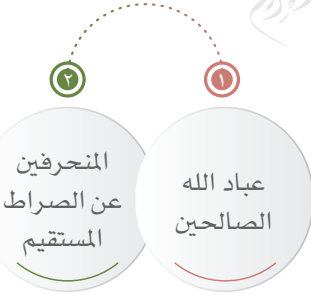 ١
عباد الله
الصالحين
٢
المنحرفين
عن الصراط
المستقيم